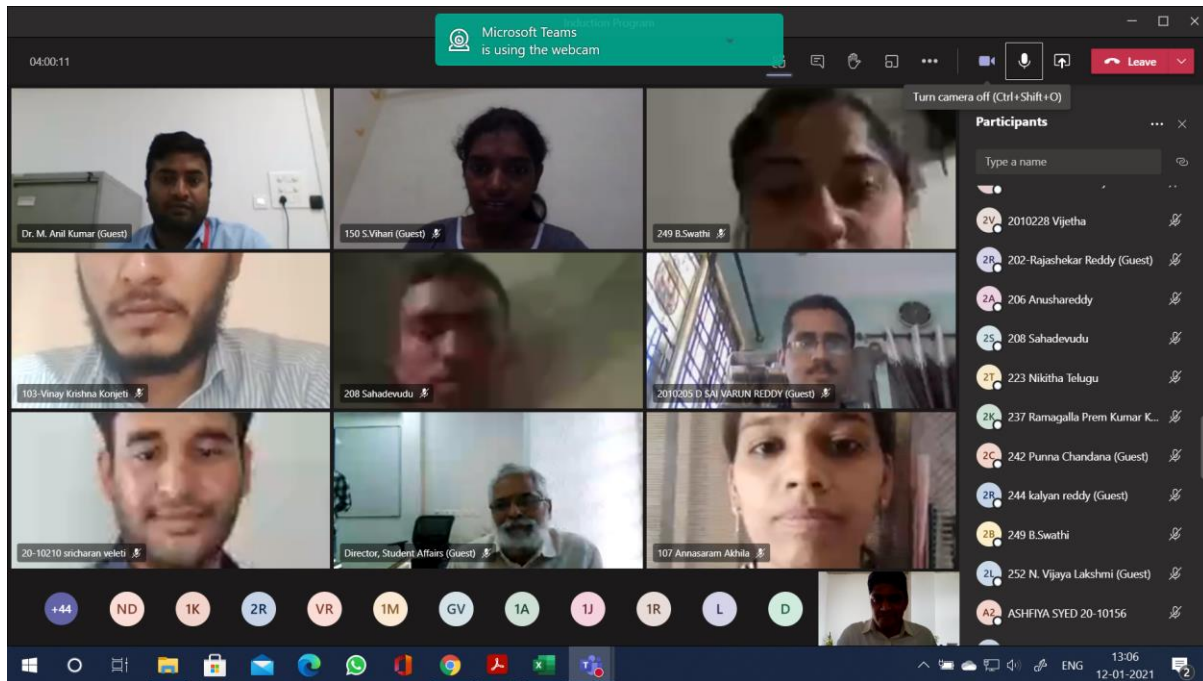 Induction Program
Microsoft Teams
is using the webcam
04:00:11
Leave
Turn camera off (Ctrl+Shift+O)
Participants
Type a name
Dr. M. Anil Kumar (Guest)
150 S.Vihari (Guest)
249 B.Swathi
103-Vinay Krishna Konjeti
208 Sahadevudu
2010205 D SAI VARUN REDDY (Guest)
20-10210 sricharan veleti
Director, Student Affairs (Guest)
107 Annasaram Akhila
2V 2010228 Vijetha
2R 202-Rajashekar Reddy (Guest)
2A 206 Anushareddy
2S 208 Sahadevudu
2T 223 Nikitha Telugu
2K 237 Ramagalla Prem Kumar K...
2C 242 Punna Chandana (Guest)
2R 244 kalyan reddy (Guest)
2B 249 B.Swathi
2L 252 N. Vijaya Lakshmi (Guest)
A2 ASHFIYA SYED 20-10156
+44 ND 1K 2R VR 1M GV 1A 1J 1R L D
ENG
13:06
12-01-2021
2